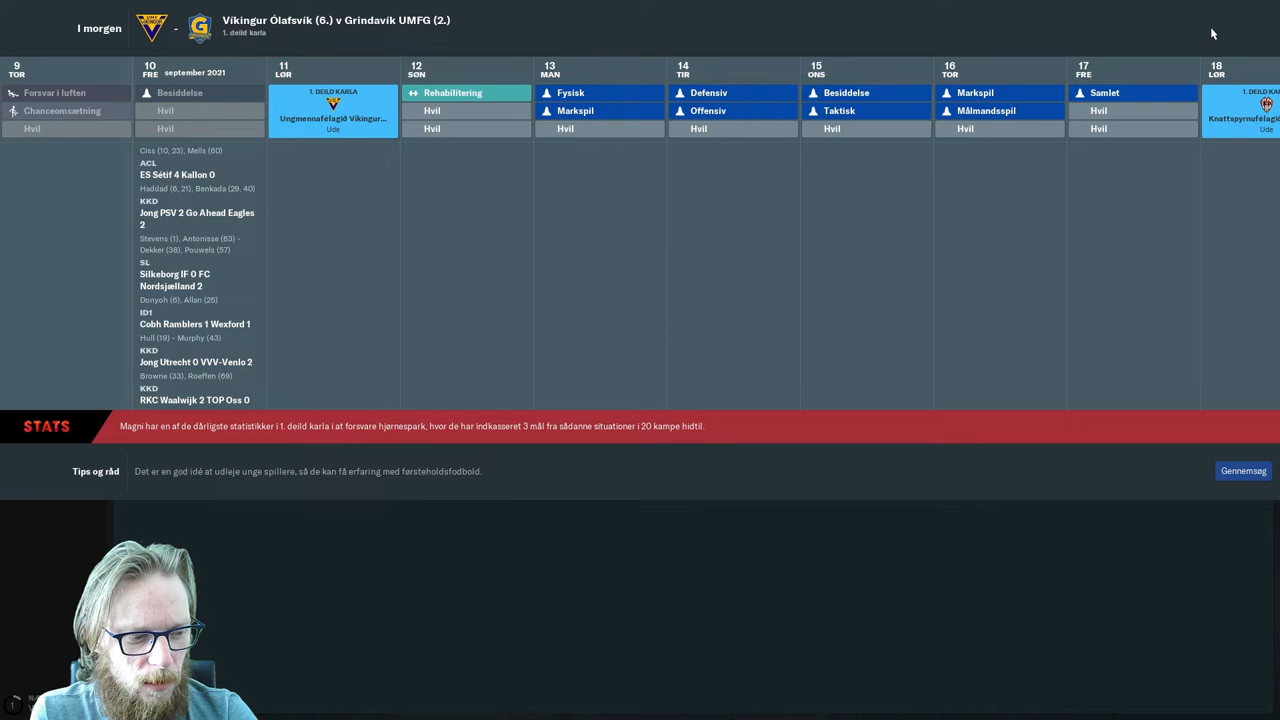 I morgen
-
Víkingur Ólafsvík (6.) v Grindavík UMFG (2.)
1. deild karla
9
TOR
10
FRE september 2021
11
LØR
12
SØN
13
MAN
14
TIR
15
ONS
16
TOR
17
FRE
18
LØR
Forsvar i luften
Chanceomsætning
Hvil
Besiddelse
Hvil
Hvil
1. DEILD KARLA
Ungmennafélagið Víkingur...
Ude
Rehabilitering
Hvil
Hvil
Fysisk
Markspil
Hvil
Defensiv
Offensiv
Hvil
Besiddelse
Taktisk
Hvil
Markspil
Målmandsspil
Hvil
Samlet
Hvil
Hvil
1. DEILD KA
Knattspyrnufélagið
Ude
Ciss (10, 23), Mells (60)
ACL
ES Sétif 4 Kallon 0
Haddad (6, 21), Benkada (29, 40)
KKD
Jong PSV 2 Go Ahead Eagles
2
Stevens (1), Antonisse (63) -
Dekker (38), Pouwels (57)
SL
Silkeborg IF 0 FC
Nordsjælland 2
Donyoh (6), Allan (25)
ID1
Cobh Ramblers 1 Wexford 1
Hull (19) - Murphy (43)
KKD
Jong Utrecht 0 VVV-Venlo 2
Browne (33), Roeffen (69)
KKD
RKC Waalwijk 2 TOP Oss 0
STATS
Magni har en af de dårligste statistikker i 1. deild karla i at forsvare hjørnespark, hvor de har indkasseret 3 mål fra sådanne situationer i 20 kampe hidtil.
Tips og råd
Det er en god idé at udleje unge spillere, så de kan få erfaring med førsteholdsfodbold.
Gennemsøg
1